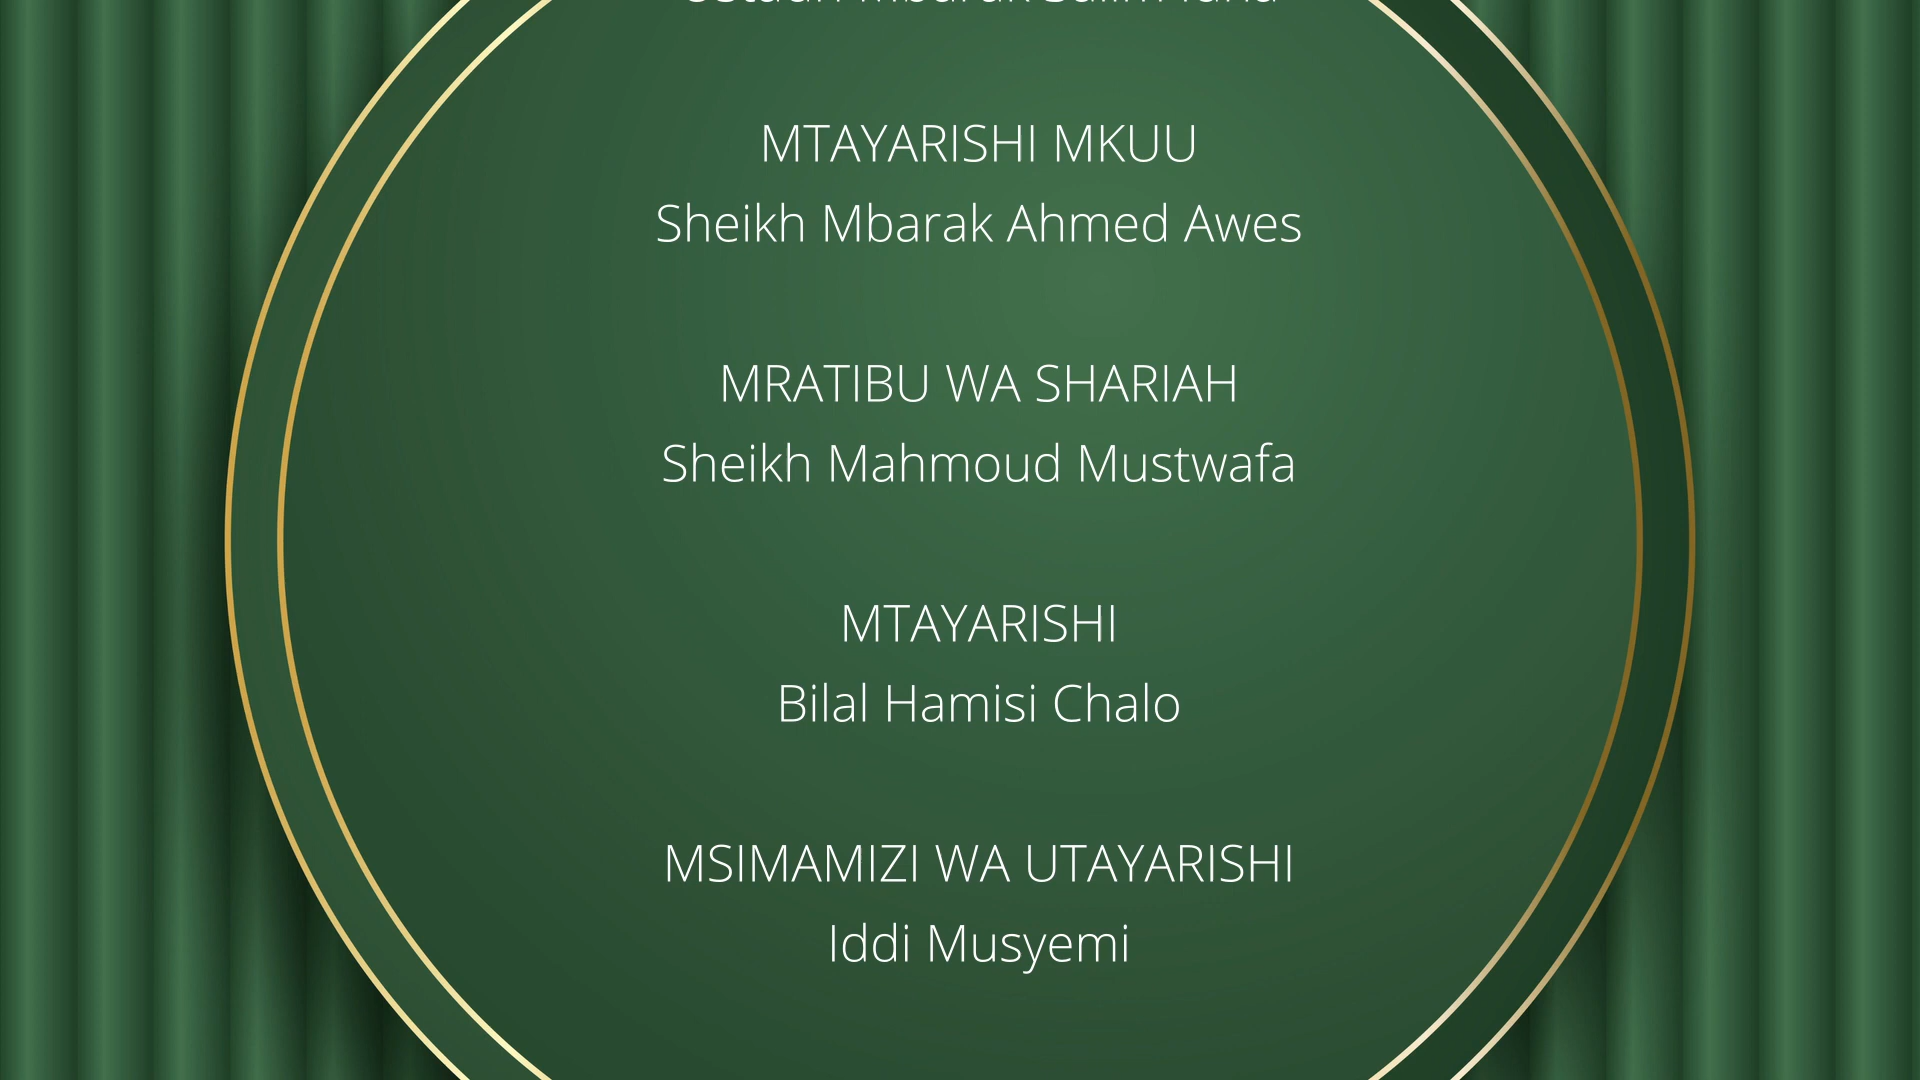 MTAYARISHI MKUU
Sheikh Mbarak Ahmed Awes
MRATIBU WA SHARIAH
Sheikh Mahmoud Mustwafa
MTAYARISHI
Bilal Hamisi Chalo
MSIMAMIZI WA UTAYARISHI
Iddi Musyemi